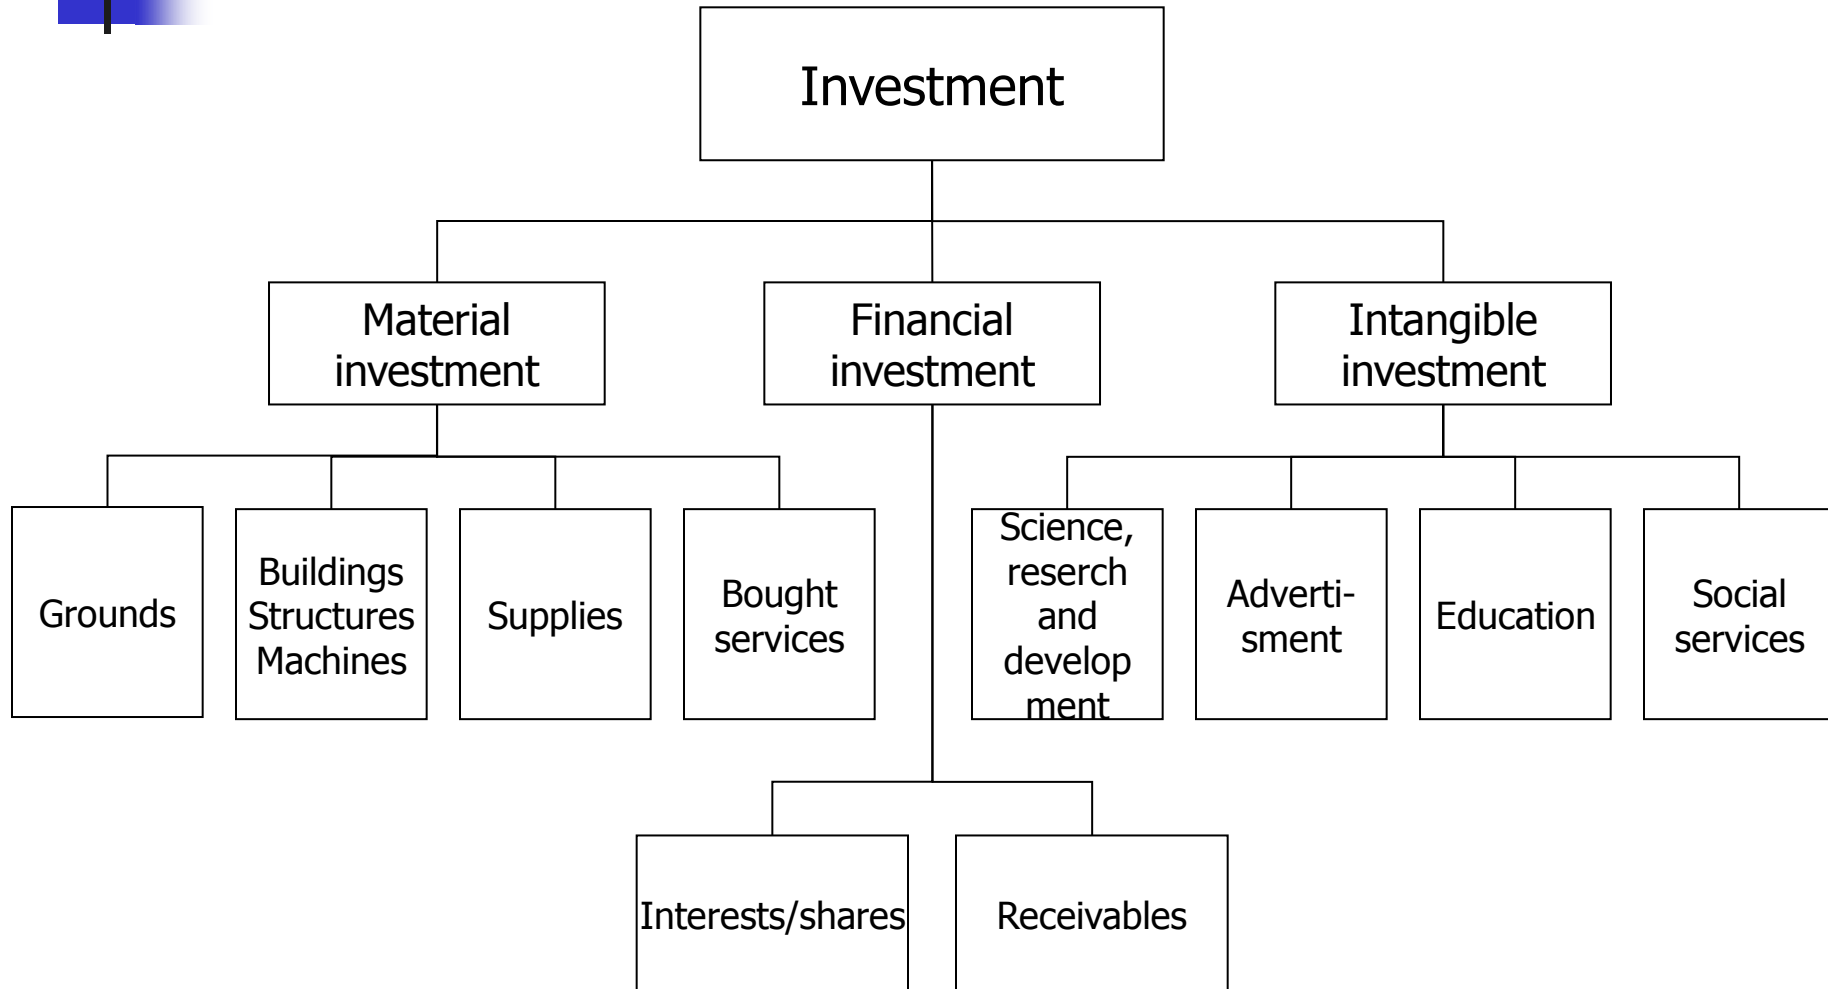 Investment
Material
investment
Financial
investment
Intangible
investment
Grounds
Buildings
Structures
Machines
Supplies
Bought
services
Science,
reserch
and
develop
ment
Adverti-
sment
Education
Social
services
Interests/shares
Receivables